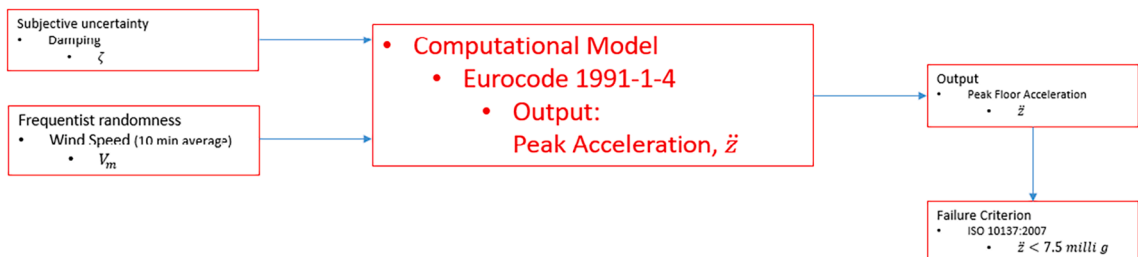 Subjective uncertainty
• Damping
• ζ
Frequentist randomness
• Wind Speed (10 min average)
• V_m
• Computational Model
• Eurocode 1991-1-4
• Output:
Peak Acceleration, z̈
Output
• Peak Floor Acceleration
• z̈
Failure Criterion
• ISO 10137:2007
• z̈ < 7.5 milli g